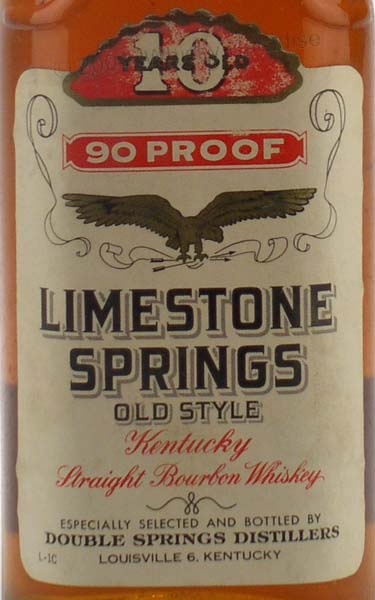 10
YEARS OLD
90 PROOF
LIMESTONE
SPRINGS
OLD STYLE
Kentucky
Straight Bourbon Whiskey
ESPECIALLY SELECTED AND BOTTLED BY
DOUBLE SPRINGS DISTILLERS
L-1C LOUISVILLE 6, KENTUCKY